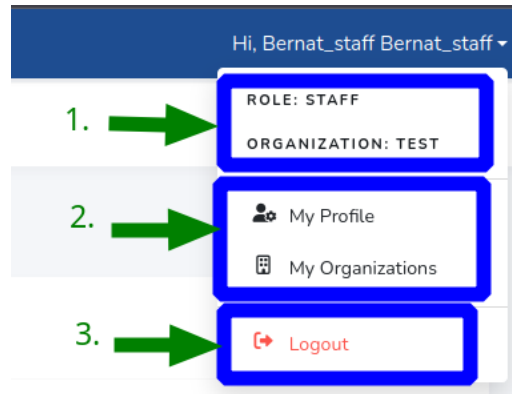 Hi, Bernat_staff Bernat_staff
1. ROLE: STAFF
ORGANIZATION: TEST
2. My Profile
My Organizations
3. Logout